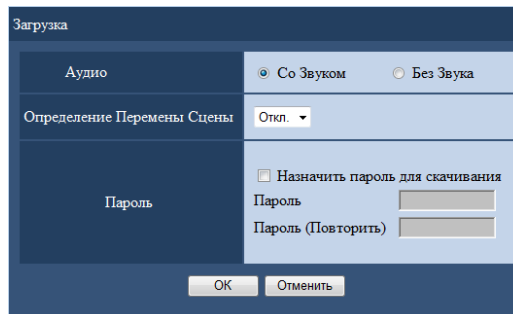 Загрузка
Аудио
Со Звуком Без Звука
Определение Перемены Сцены
Откл.
Пароль
Назначить пароль для скачивания
Пароль
Пароль (Повторить)
OK Отменить